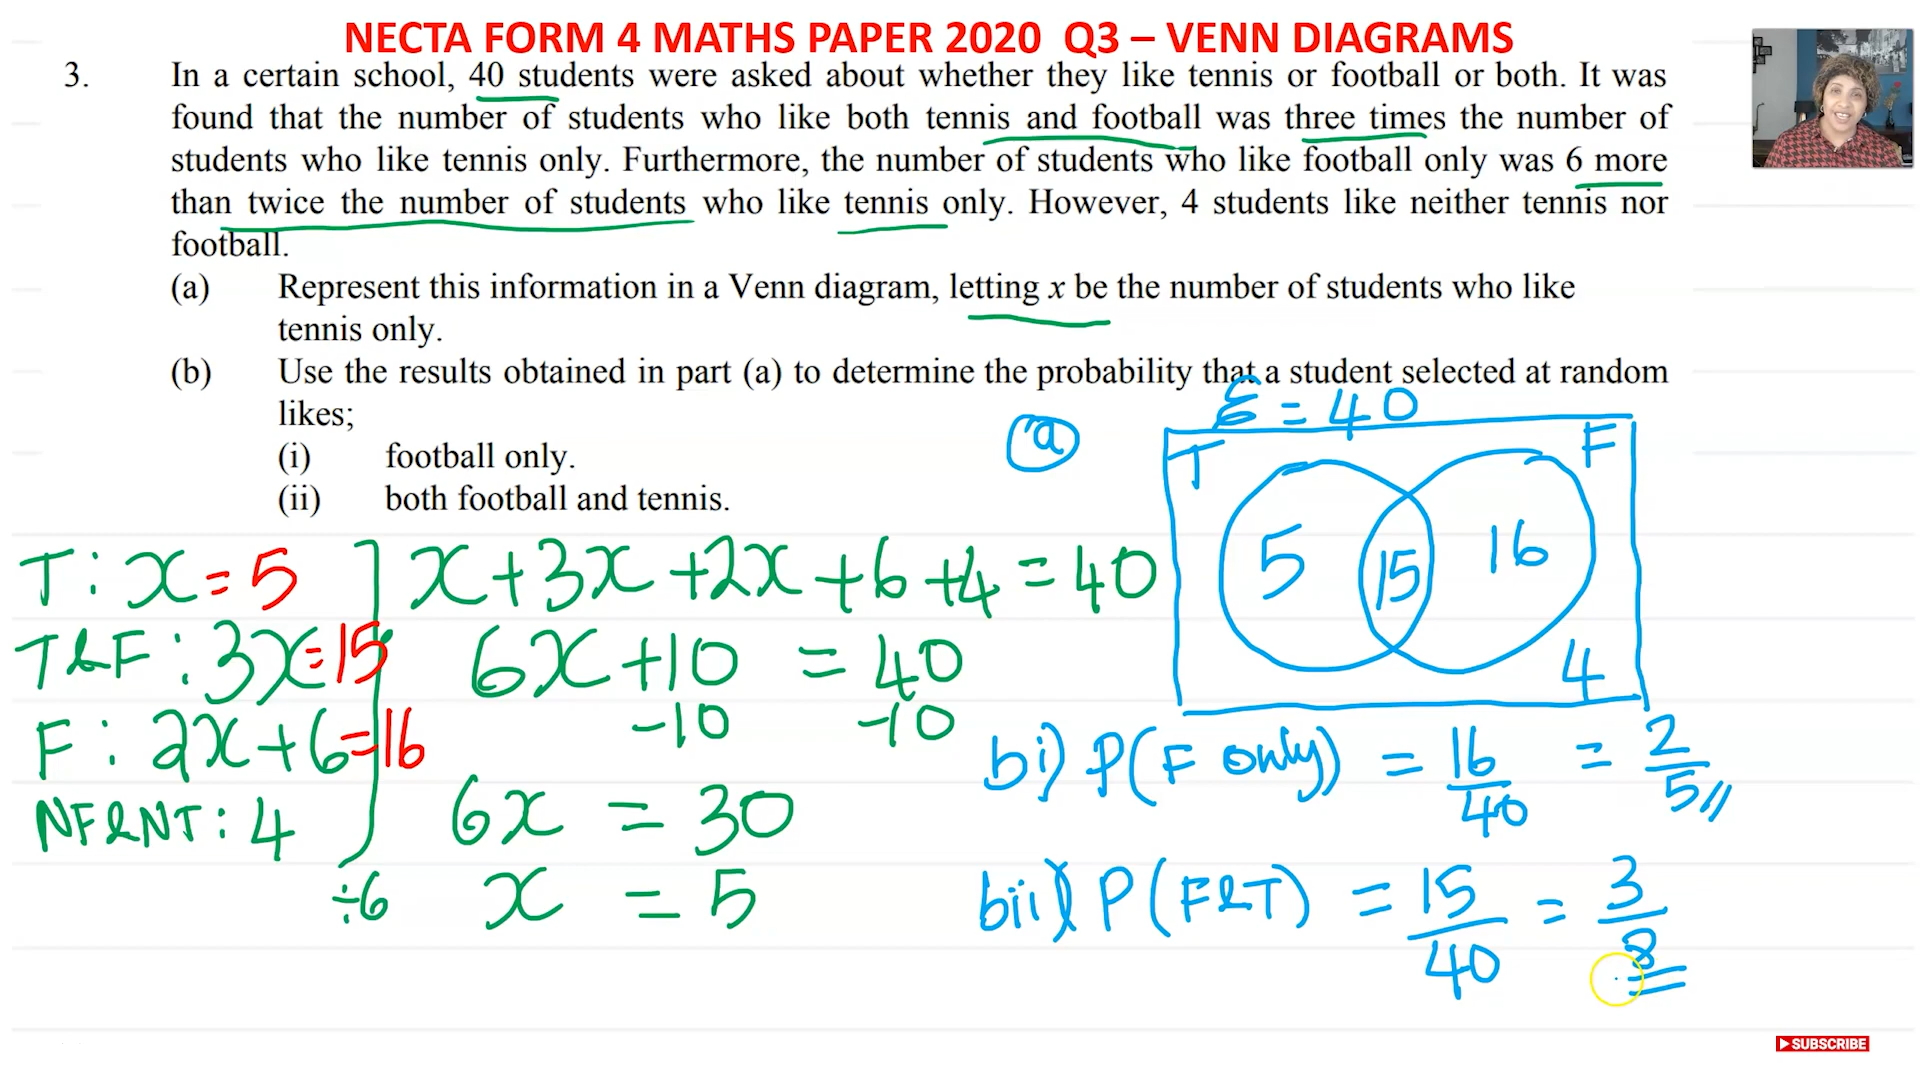 NECTA FORM 4 MATHS PAPER 2020 Q3 – VENN DIAGRAMS
3. In a certain school, 40 students were asked about whether they like tennis or football or both. It was
found that the number of students who like both tennis and football was three times the number of
students who like tennis only. Furthermore, the number of students who like football only was 6 more
than twice the number of students who like tennis only. However, 4 students like neither tennis nor
football.
(a) Represent this information in a Venn diagram, letting x be the number of students who like
tennis only.
(b) Use the results obtained in part (a) to determine the probability that a student selected at random
likes;
(i) football only.
(ii) both football and tennis.
T: x = 5
T&F: 3x = 15
F: 2x + 6 = 16
NF&NT: 4
x + 3x + 2x + 6 + 4 = 40
6x + 10 = 40
-10 -10
6x = 30
÷6 x = 5
(a)
ℰ = 40
T F
5 15 16
4
bi) P(F only) = 16/40 = 2/5
bii) P(F&T) = 15/40 = 3/8
SUBSCRIBE